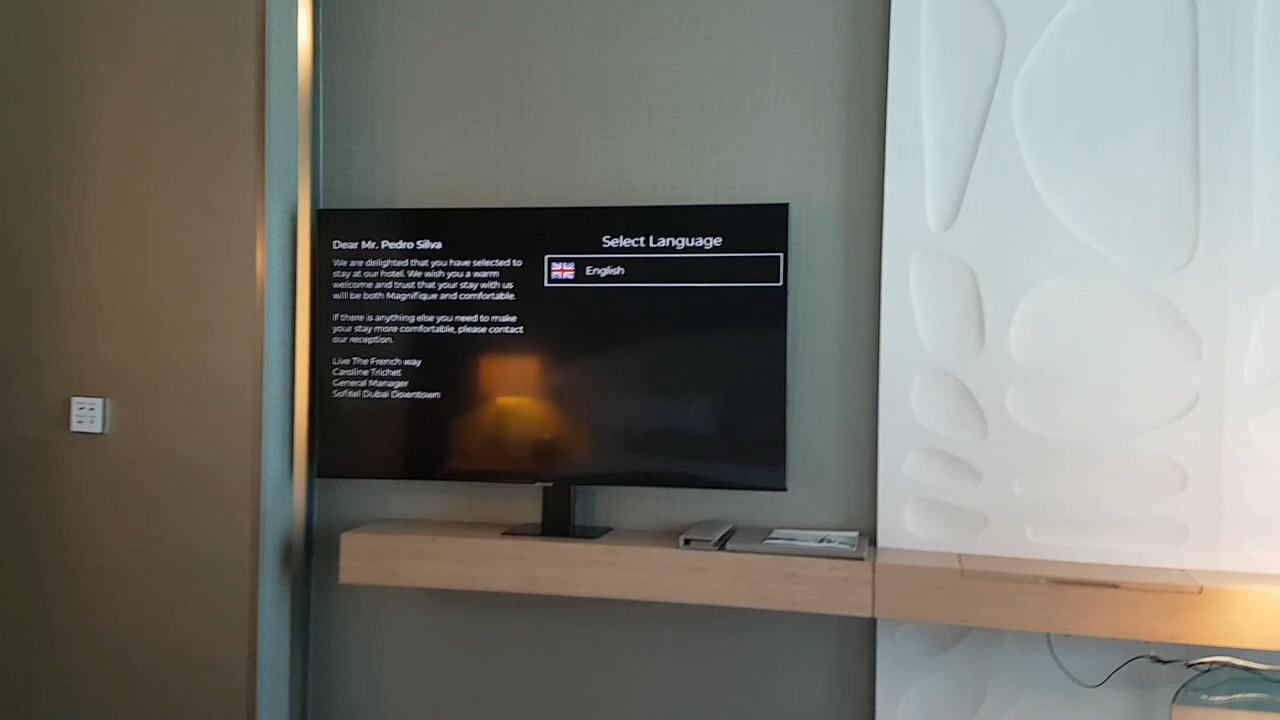 Dear Mr. Pedro Silva
We are delighted that you have selected to
stay at our hotel. We wish you a warm
welcome and trust that your stay with us
will be both Magnifique and comfortable.
If there is anything else you need to make
your stay more comfortable, please contact
our reception.
Live The French way
Caroline Trichet
General Manager
Sofitel Dubai Downtown
Select Language
English